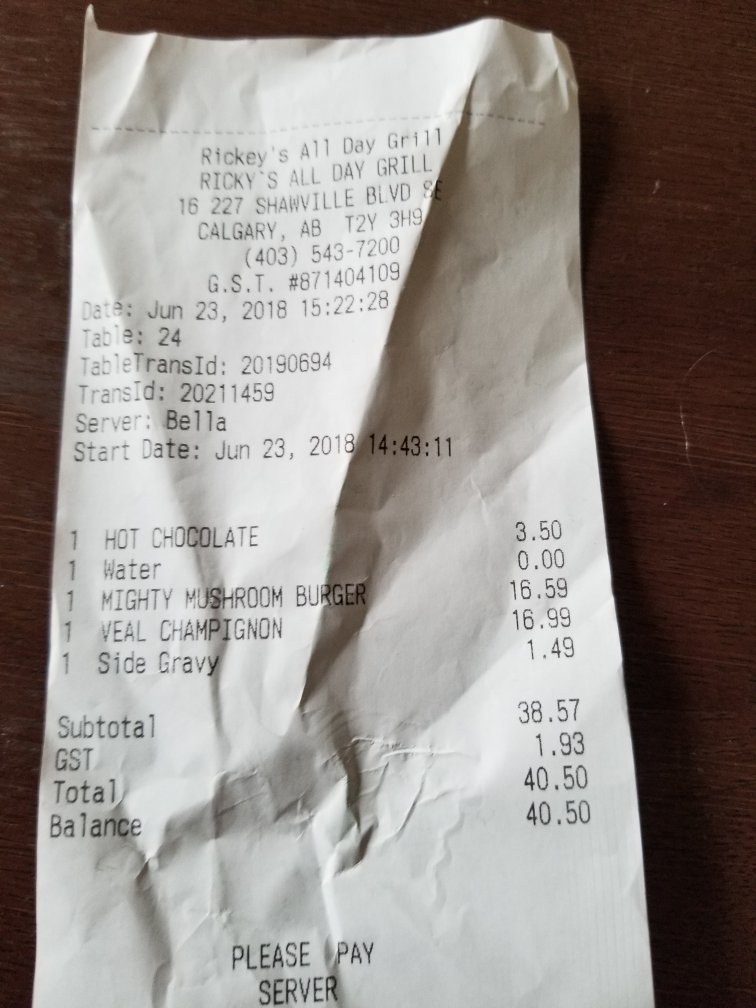 Rickey's All Day Grill
RICKY'S ALL DAY GRILL
16 227 SHAWVILLE BLVD SE
CALGARY, AB T2Y 3H9
(403) 543-7200
G.S.T. #871404109
Date: Jun 23, 2018 15:22:28
Table: 24
TableTransId: 20190694
TransId: 20211459
Server: Bella
Start Date: Jun 23, 2018 14:43:11
1 HOT CHOCOLATE 3.50
1 Water 0.00
1 MIGHTY MUSHROOM BURGER 16.59
1 VEAL CHAMPIGNON 16.99
1 Side Gravy 1.49
Subtotal 38.57
GST 1.93
Total 40.50
Balance 40.50
PLEASE PAY
SERVER